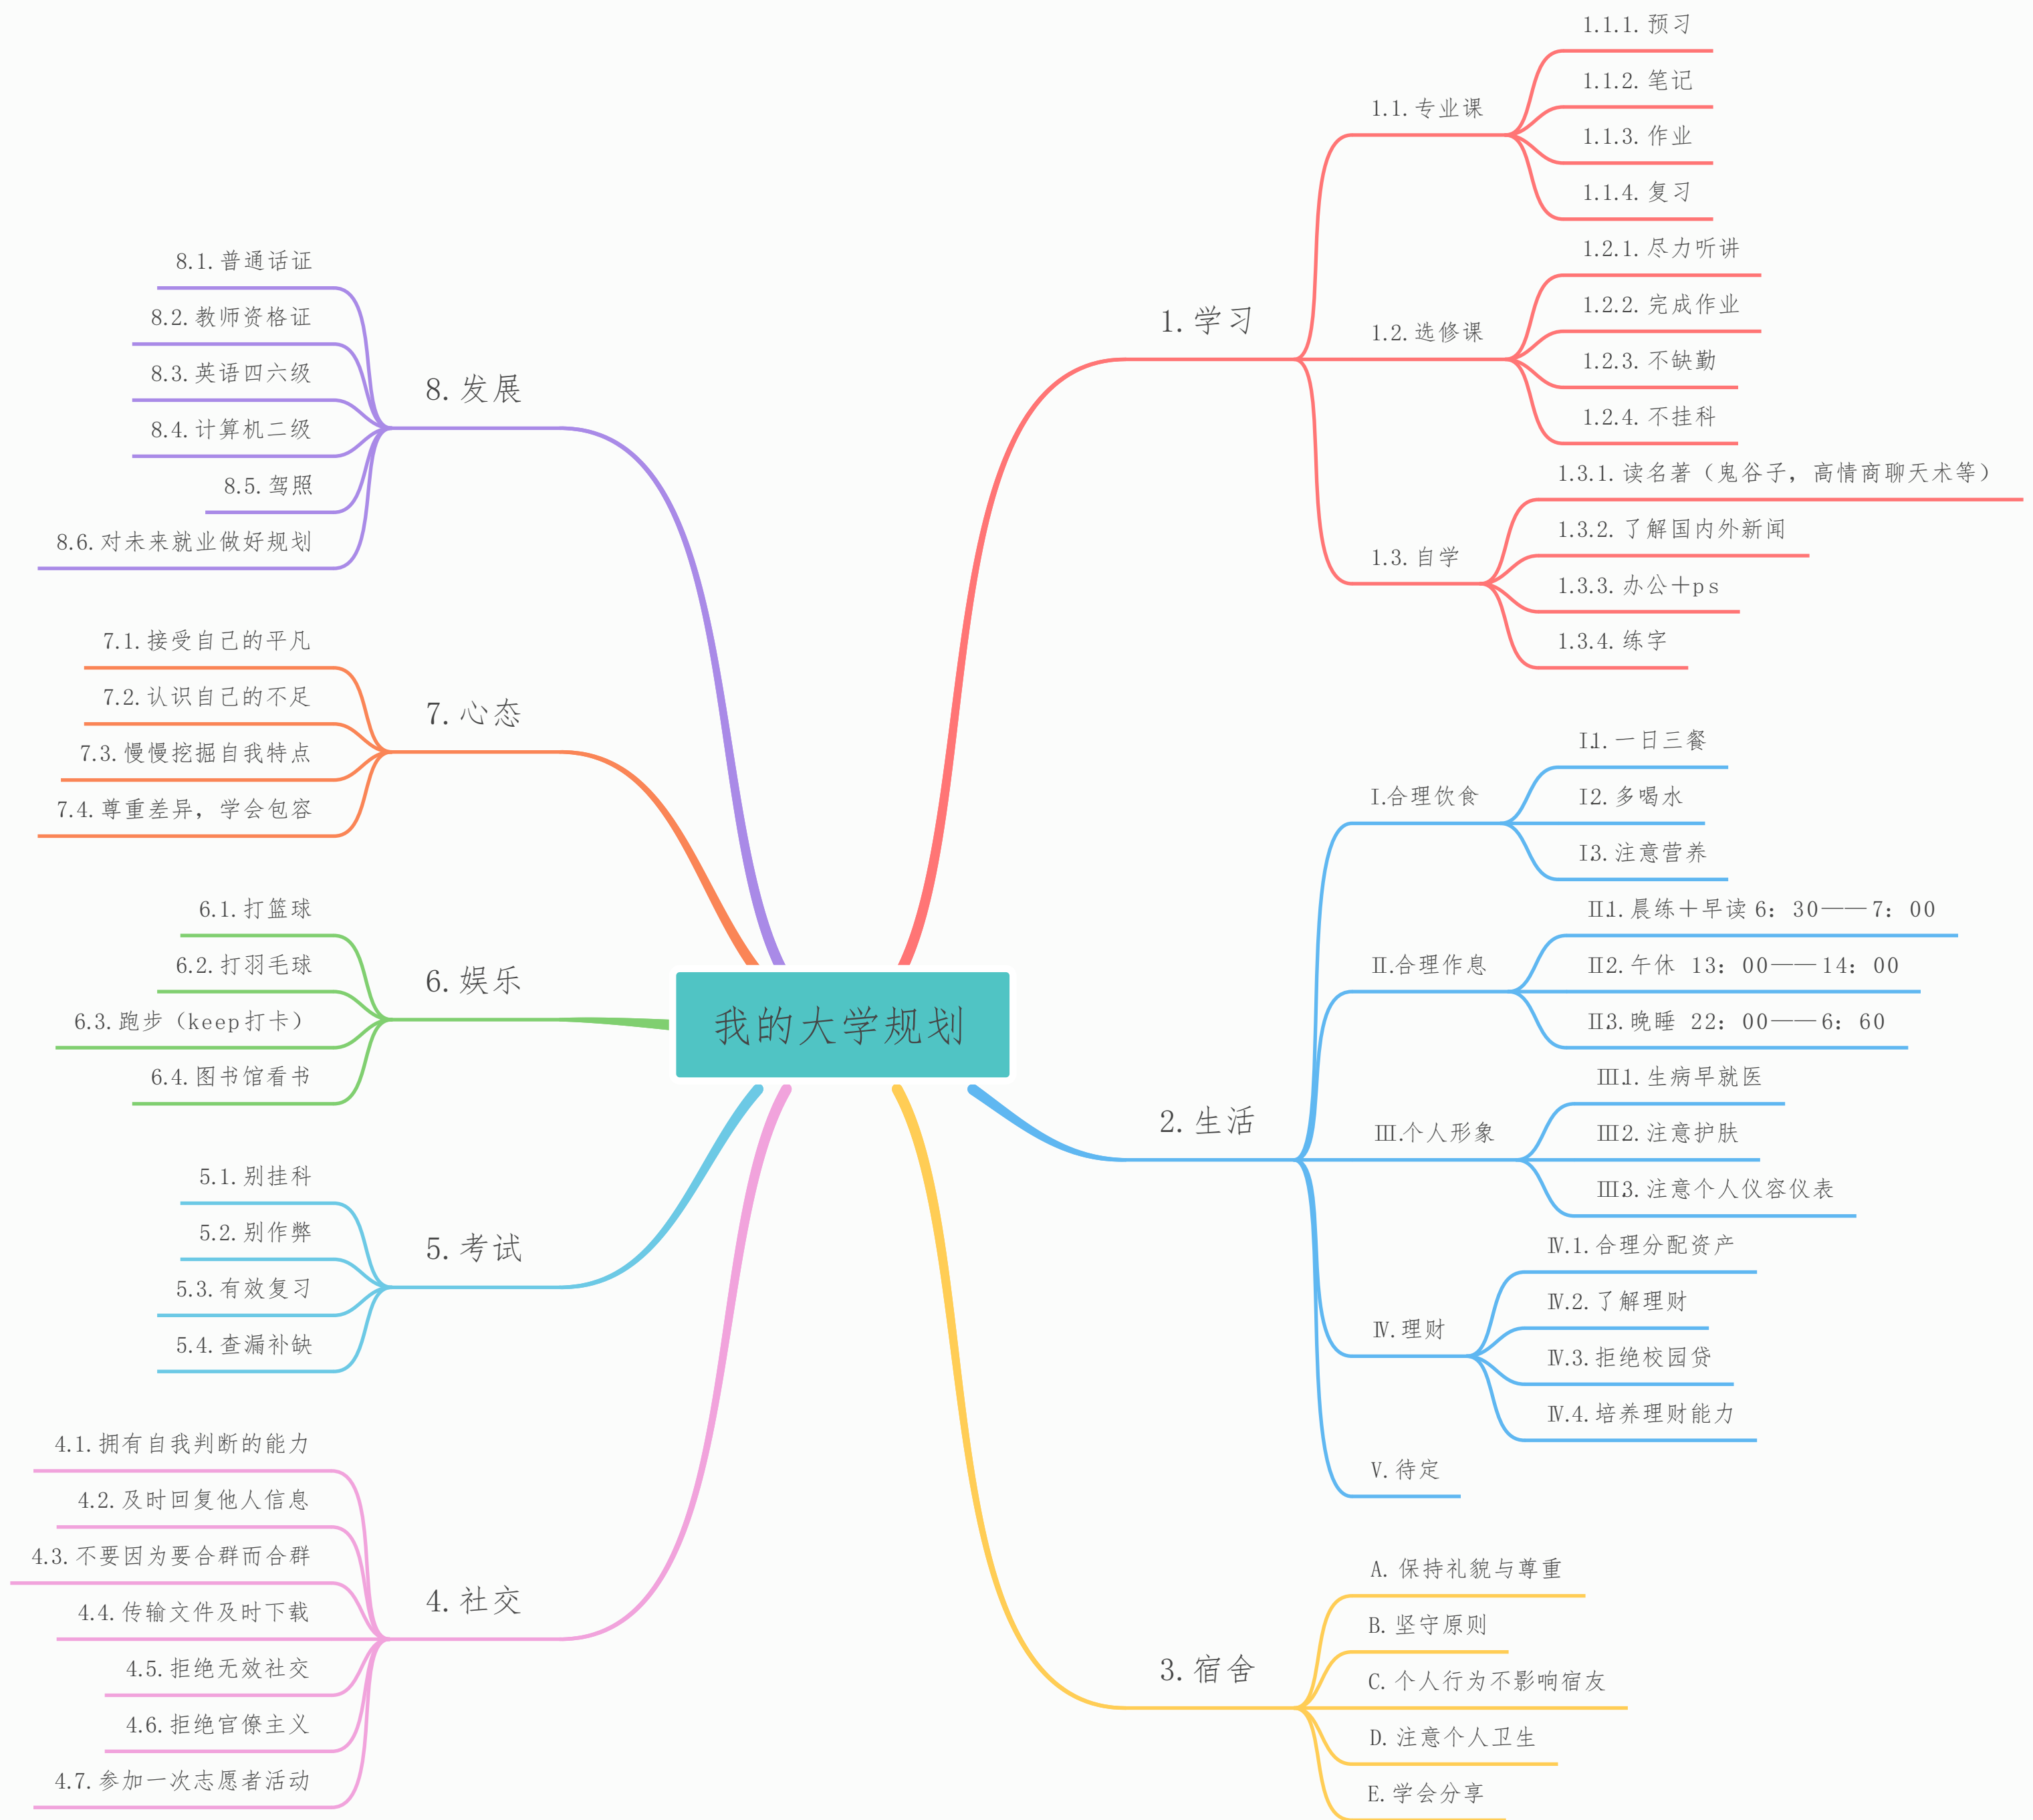 我的大学规划
1. 学习
1.1. 专业课
1.1.1. 预习
1.1.2. 笔记
1.1.3. 作业
1.1.4. 复习
1.2. 选修课
1.2.1. 尽力听讲
1.2.2. 完成作业
1.2.3. 不缺勤
1.2.4. 不挂科
1.3. 自学
1.3.1. 读名著（鬼谷子，高情商聊天术等）
1.3.2. 了解国内外新闻
1.3.3. 办公＋ps
1.3.4. 练字
2. 生活
Ⅰ.合理饮食
Ⅰ.1. 一日三餐
Ⅰ.2. 多喝水
Ⅰ.3. 注意营养
Ⅱ.合理作息
Ⅱ.1. 晨练＋早读 6：30——7：00
Ⅱ.2. 午休 13：00——14：00
Ⅱ.3. 晚睡 22：00——6：60
Ⅲ.个人形象
Ⅲ.1. 生病早就医
Ⅲ.2. 注意护肤
Ⅲ.3. 注意个人仪容仪表
Ⅳ. 理财
Ⅳ.1. 合理分配资产
Ⅳ.2. 了解理财
Ⅳ.3. 拒绝校园贷
Ⅳ.4. 培养理财能力
Ⅴ. 待定
3. 宿舍
A. 保持礼貌与尊重
B. 坚守原则
C. 个人行为不影响宿友
D. 注意个人卫生
E. 学会分享
4. 社交
4.1. 拥有自我判断的能力
4.2. 及时回复他人信息
4.3. 不要因为要合群而合群
4.4. 传输文件及时下载
4.5. 拒绝无效社交
4.6. 拒绝官僚主义
4.7. 参加一次志愿者活动
5. 考试
5.1. 别挂科
5.2. 别作弊
5.3. 有效复习
5.4. 查漏补缺
6. 娱乐
6.1. 打篮球
6.2. 打羽毛球
6.3. 跑步（keep打卡）
6.4. 图书馆看书
7. 心态
7.1. 接受自己的平凡
7.2. 认识自己的不足
7.3. 慢慢挖掘自我特点
7.4. 尊重差异，学会包容
8. 发展
8.1. 普通话证
8.2. 教师资格证
8.3. 英语四六级
8.4. 计算机二级
8.5. 驾照
8.6. 对未来就业做好规划